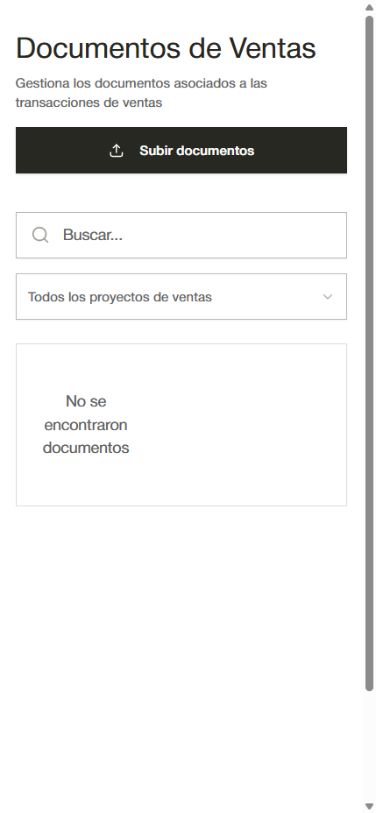 Documentos de Ventas
Gestiona los documentos asociados a las
transacciones de ventas
Subir documentos
Buscar...
Todos los proyectos de ventas
No se
encontraron
documentos